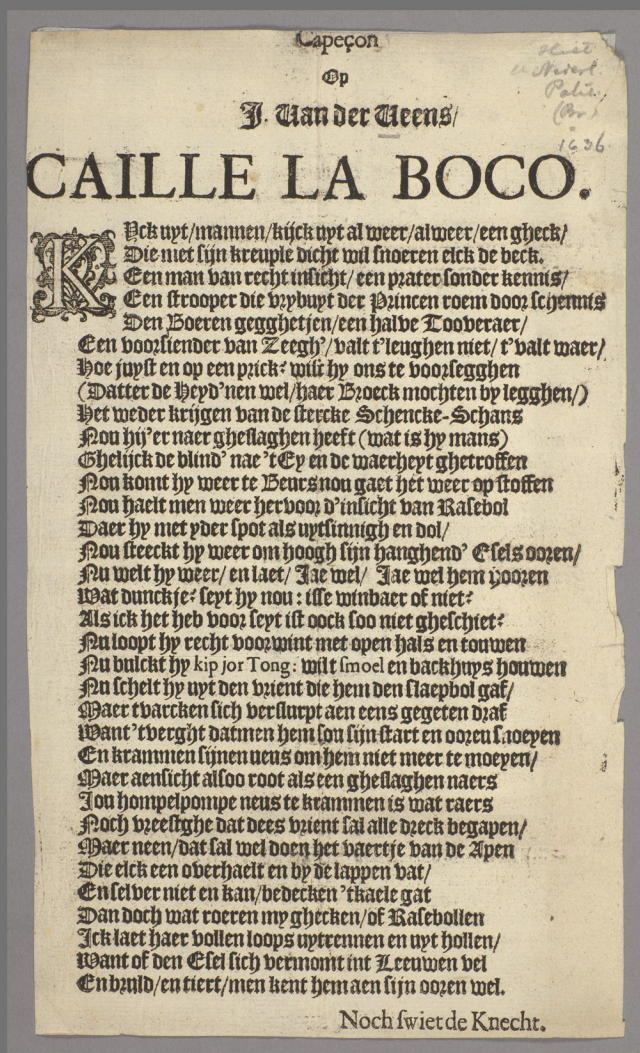 Capeçon
Op
J. Van der Veens/
CAILLE LA BOCO.
1636
KYck uyt/mannen/kijck uyt al weer/alweer/een gheck/
Die met sijn kreuple dicht wil snoeren elck de beck.
Een man van recht insicht/ een prater sonder kennis/
Een strooper die vrybuyt der Princen roem door schennis
Den Boeren gegghetjen/een halve Tooveraer/
Een voorsiender van Zeegh'/valt t'leughen niet/t'valt waer/
Hoe juyst en op een prick: wist hy ons te voorsegghen
(Datter de Heyd'nen wel/haer Broeck mochten by legghen/)
Het weder krijgen van de stercke Schencke-Schans
Nou hij'er naer gheslaghen heeft (wat is hy mans)
Ghelijck de blind' nae 't Ey en de waerheyt ghetroffen
Nou komt hy weer te Beurs nou gaet het weer op stoffen
Nou haelt men weer hervoor d'insicht van Rasebol
Daer hy met yder spot als uytsinnigh en dol/
Nou steeckt hy weer om hoogh sijn hanghend' Esels ooren/
Nu welt hy weer/ en laet/ Jae wel/ Jae wel hem hooren
Wat dunckje: seyt hy nou: isse winbaer of niet:
Als ick het heb voor seyt ist oock soo niet gheschiet:
Nu loopt hy recht voorwint met open hals en touwen
Nu bulckt hy kip jor Tong: wilt smoel en backhuys houwen
Nu schelt hy uyt den vrient die hem den slaepbol gaf/
Maer tvarcken sich verslurpt aen eens gegeten draf
Want 'tverght datmen hem sou sijn start en ooren snoeyen
En krammen sijnen neus om hem niet meer te moeyen/
Maer aensicht alsoo root als een gheslaghen naers
Jou hompelpompe neus te krammen is wat raers
Noch vreestghe dat dees vrient sal alle dreck begapen/
Maer neen/dat sal wel doen het vaertje van de Apen
Die elck een overhaelt en by de lappen vat/
En selver niet en kan/bedecken 't kaele gat
Dan doch wat roeren my ghecken/of Rasebollen
Ick laet haer vollen loops uytrennen en uyt hollen/
Want of den Esel sich vermomt int Leeuwen vel
En bruld/en tiert/men kent hem aen sijn ooren wel.
Noch swiet de Knecht.